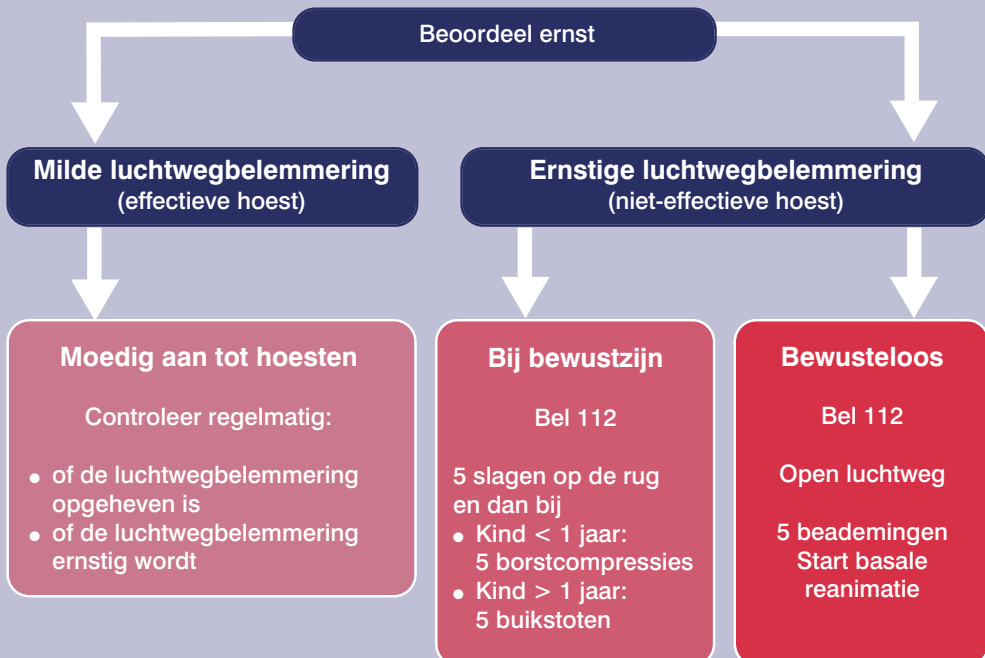 Beoordeel ernst
Milde luchtwegbelemmering
(effectieve hoest)
Ernstige luchtwegbelemmering
(niet-effectieve hoest)
Moedig aan tot hoesten
Controleer regelmatig:
• of de luchtwegbelemmering
opgeheven is
• of de luchtwegbelemmering
ernstig wordt
Bij bewustzijn
Bel 112
5 slagen op de rug
en dan bij
• Kind < 1 jaar:
5 borstcompressies
• Kind > 1 jaar:
5 buikstoten
Bewusteloos
Bel 112
Open luchtweg
5 beademingen
Start basale
reanimatie